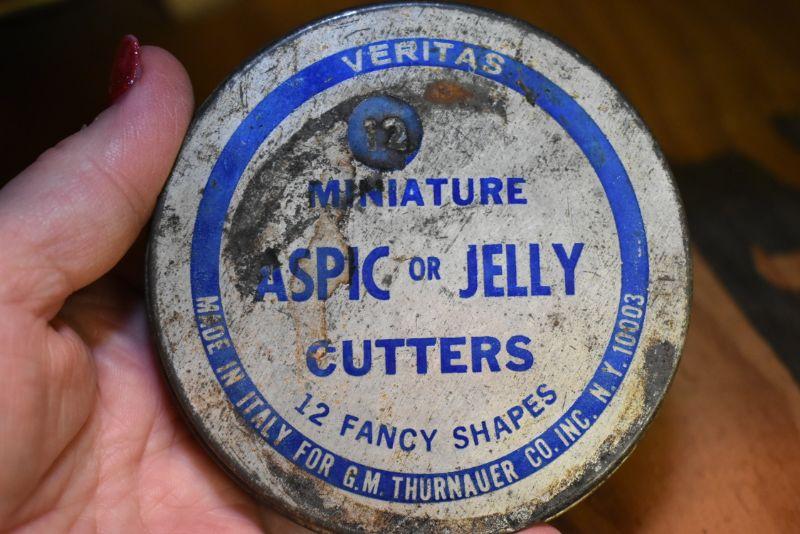 VERITAS
12
MINIATURE
ASPIC OR JELLY
CUTTERS
12 FANCY SHAPES
MADE IN ITALY FOR G.M. THURNAUER CO. INC. N.Y. 10003